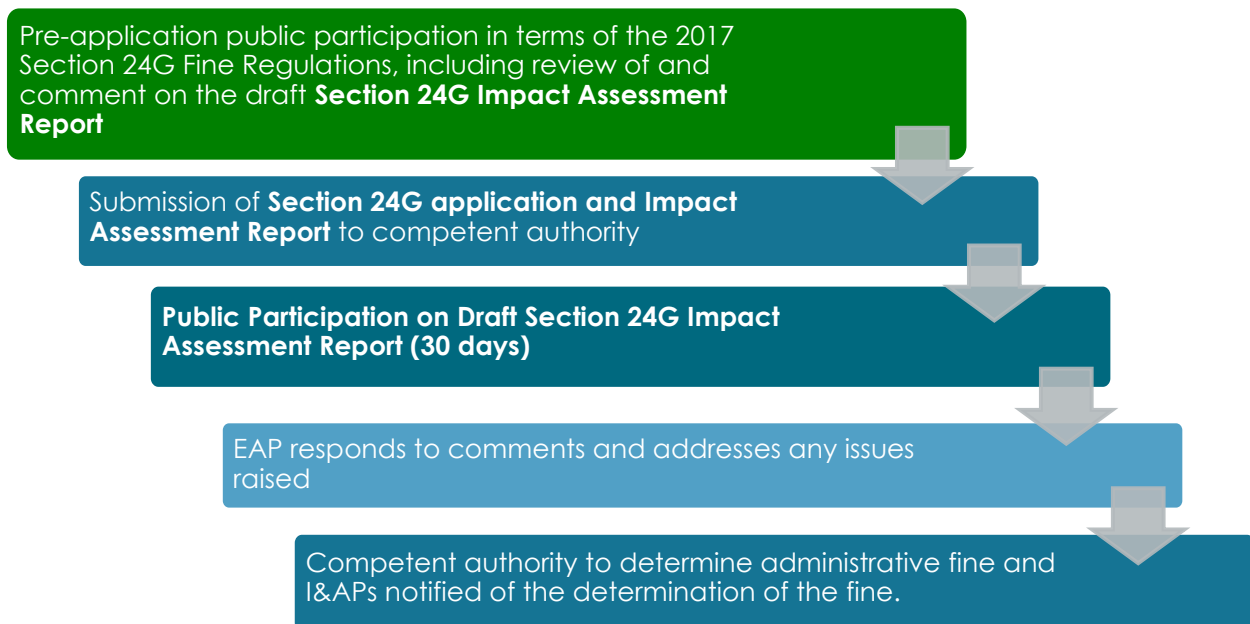 Pre-application public participation in terms of the 2017
Section 24G Fine Regulations, including review of and
comment on the draft Section 24G Impact Assessment
Report
Submission of Section 24G application and Impact
Assessment Report to competent authority
Public Participation on Draft Section 24G Impact
Assessment Report (30 days)
EAP responds to comments and addresses any issues
raised
Competent authority to determine administrative fine and
I&APs notified of the determination of the fine.